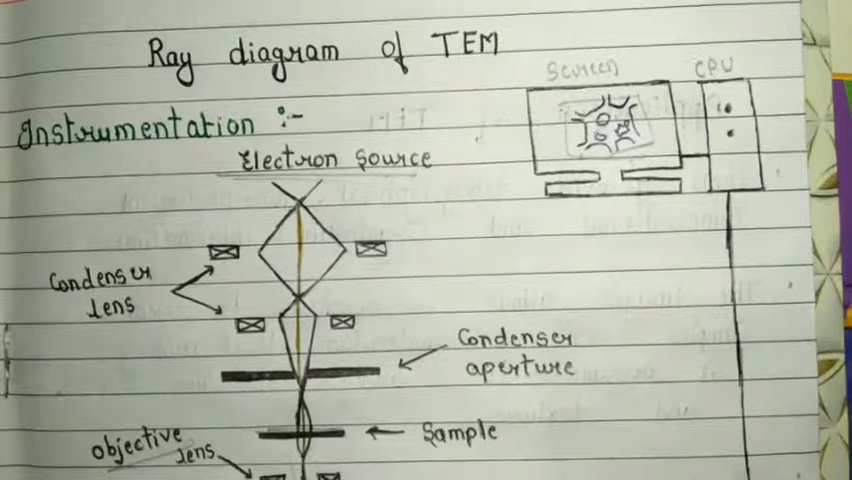 Ray diagram of TEM
Screen
CPU
Instrumentation :-
Electron source
Condenser
lens
Condenser
aperture
Sample
objective
lens